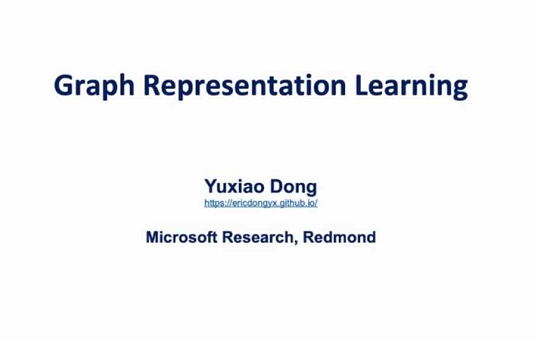 Graph Representation Learning
Yuxiao Dong
https://ericdongyx.github.io/
Microsoft Research, Redmond